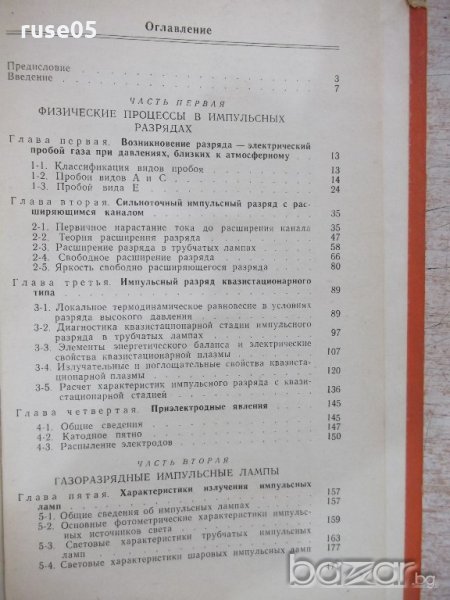 ruse05
Оглавление
Предисловие 3
Введение 7
ЧАСТЬ ПЕРВАЯ
ФИЗИЧЕСКИЕ ПРОЦЕССЫ В ИМПУЛЬСНЫХ
РАЗРЯДАХ
Глава первая. Возникновение разряда — электрический
пробой газа при давлениях, близких к атмосферному 13
1-1. Классификация видов пробоя 13
1-2. Пробои видов А и С 14
1-3. Пробой вида Е 24
Глава вторая. Сильноточный импульсный разряд с рас-
ширяющимся каналом 35
2-1. Первичное нарастание тока до расширения канала 35
2-2. Теория расширения разряда 47
2-3. Расширение разряда в трубчатых лампах 58
2-4. Свободное расширение разряда 66
2-5. Яркость свободно расширяющегося разряда 80
Глава третья. Импульсный разряд квазистационарного
типа 89
3-1. Локальное термодинамическое равновесие в условиях
разряда высокого давления 89
3-2. Диагностика квазистационарной стадии импульсного
разряда в трубчатых лампах 97
3-3. Элементы энергетического баланса и электрические
свойства квазистационарной плазмы 107
3-4. Излучательные и поглощательные свойства квазиста-
ционарной плазмы 120
3-5. Расчет характеристик импульсного разряда с квази-
стационарной стадией 136
Глава четвертая. Приэлектродные явления 145
4-1. Общие сведения 145
4-2. Катодное пятно 147
4-3. Распыление электродов 150
ЧАСТЬ ВТОРАЯ
ГАЗОРАЗРЯДНЫЕ ИМПУЛЬСНЫЕ ЛАМПЫ
Глава пятая. Характеристики излучения импульсных
ламп 157
5-1. Общие сведения об импульсных лампах 157
5-2. Основные фотометрические характеристики импульс-
ных источников света 159
5-3. Световые характеристики трубчатых импульсных
ламп 163
5-4. Световые характеристики шаровых импульсных ламп 177
bazar.bg